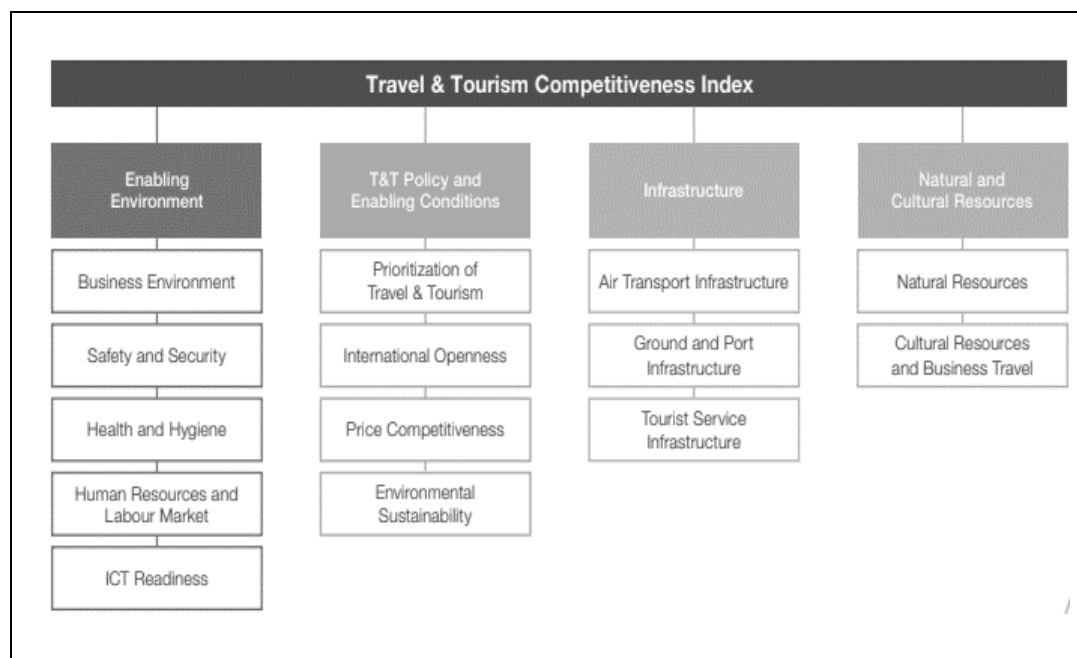 Travel & Tourism Competitiveness Index
Enabling
Environment
Business Environment
Safety and Security
Health and Hygiene
Human Resources and
Labour Market
ICT Readiness
T&T Policy and
Enabling Conditions
Prioritization of
Travel & Tourism
International Openness
Price Competitiveness
Environmental
Sustainability
Infrastructure
Air Transport Infrastructure
Ground and Port
Infrastructure
Tourist Service
Infrastructure
Natural and
Cultural Resources
Natural Resources
Cultural Resources
and Business Travel